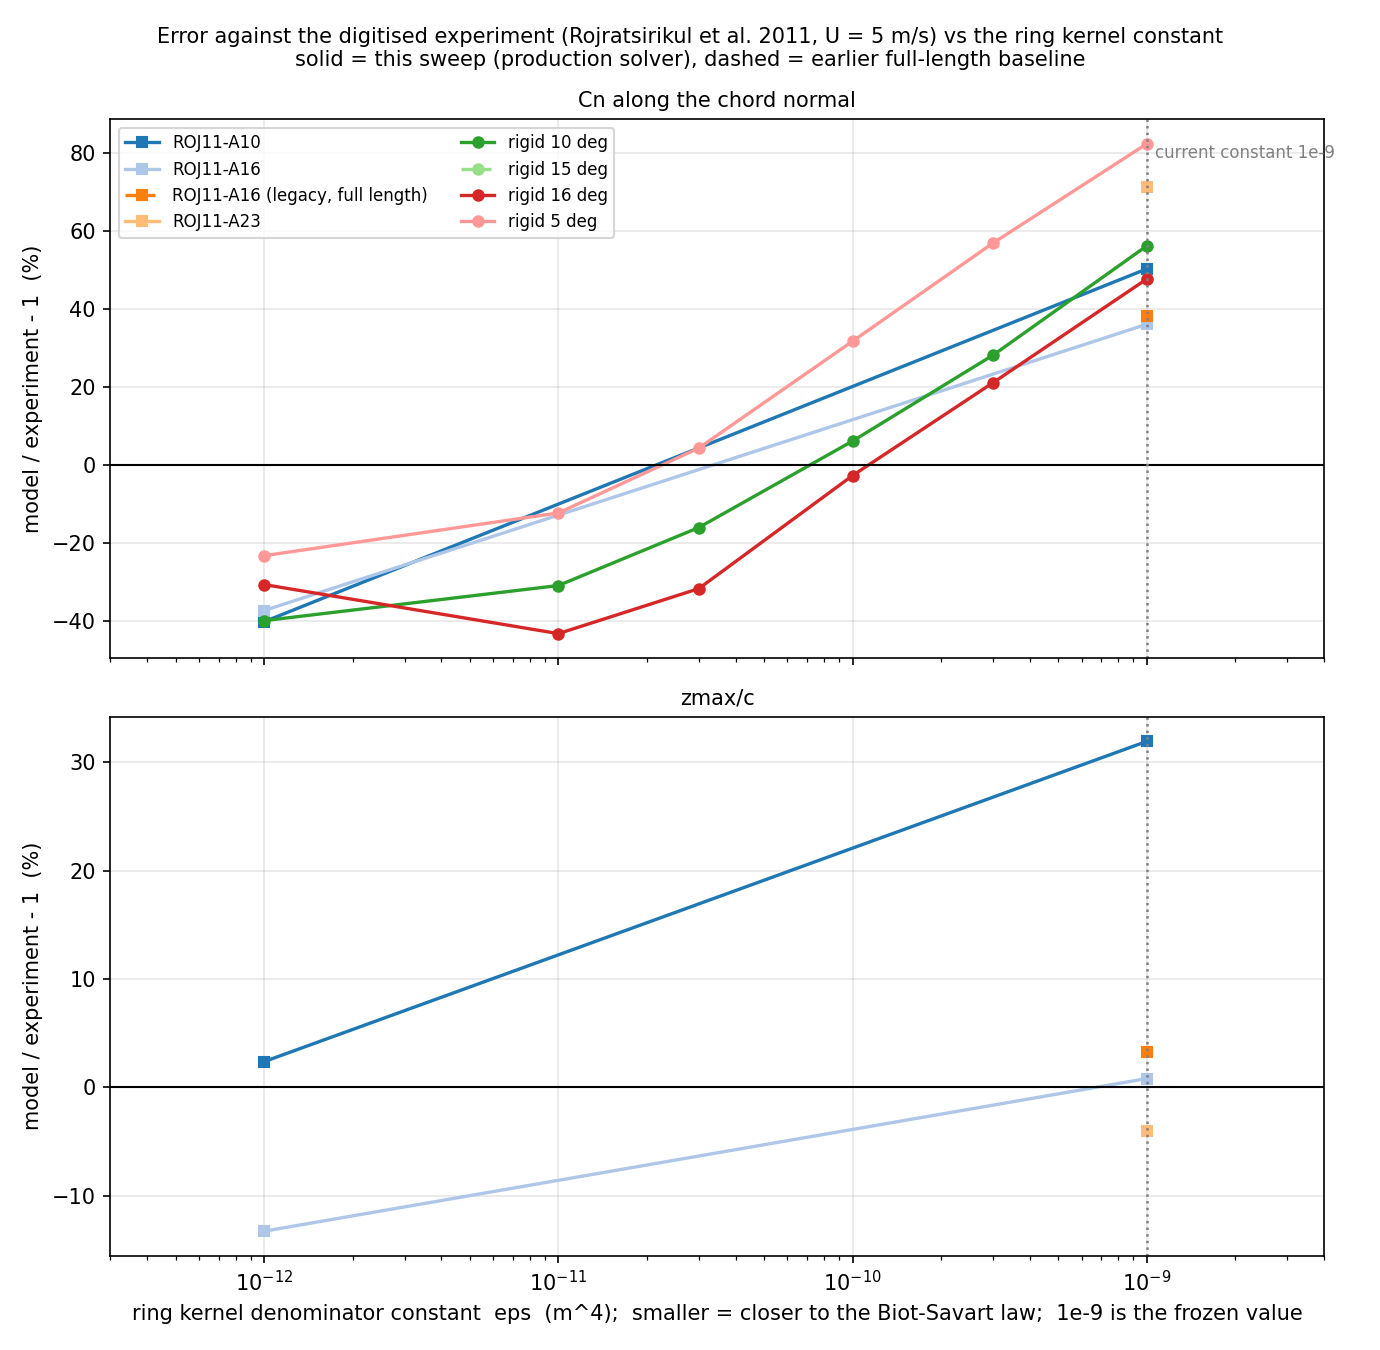 Error against the digitised experiment (Rojratsirikul et al. 2011, U = 5 m/s) vs the ring kernel constant
solid = this sweep (production solver), dashed = earlier full-length baseline
Cn along the chord normal
ROJ11-A10
ROJ11-A16
ROJ11-A16 (legacy, full length)
ROJ11-A23
rigid 10 deg
rigid 15 deg
rigid 16 deg
rigid 5 deg
current constant 1e-9
model / experiment - 1 (%)
80
60
40
20
0
−20
−40
zmax/c
model / experiment - 1 (%)
30
20
10
0
−10
10⁻¹² 10⁻¹¹ 10⁻¹⁰ 10⁻⁹
ring kernel denominator constant eps (m^4); smaller = closer to the Biot-Savart law; 1e-9 is the frozen value